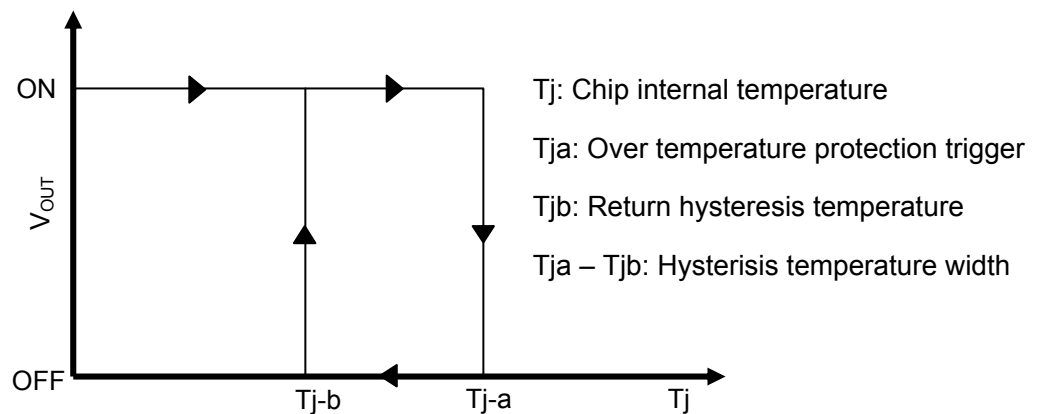 ON
V_OUT
OFF
Tj-b
Tj-a
Tj
Tj: Chip internal temperature
Tja: Over temperature protection trigger
Tjb: Return hysteresis temperature
Tja – Tjb: Hysterisis temperature width